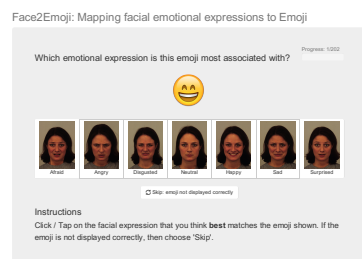 Face2Emoji: Mapping facial emotional expressions to Emoji
Progress: 1/202
Which emotional expression is this emoji most associated with?
Afraid Angry Disgusted Neutral Happy Sad Surprised
Skip: emoji not displayed correctly
Instructions
Click / Tap on the facial expression that you think best matches the emoji shown. If the
emoji is not displayed correctly, then choose 'Skip'.